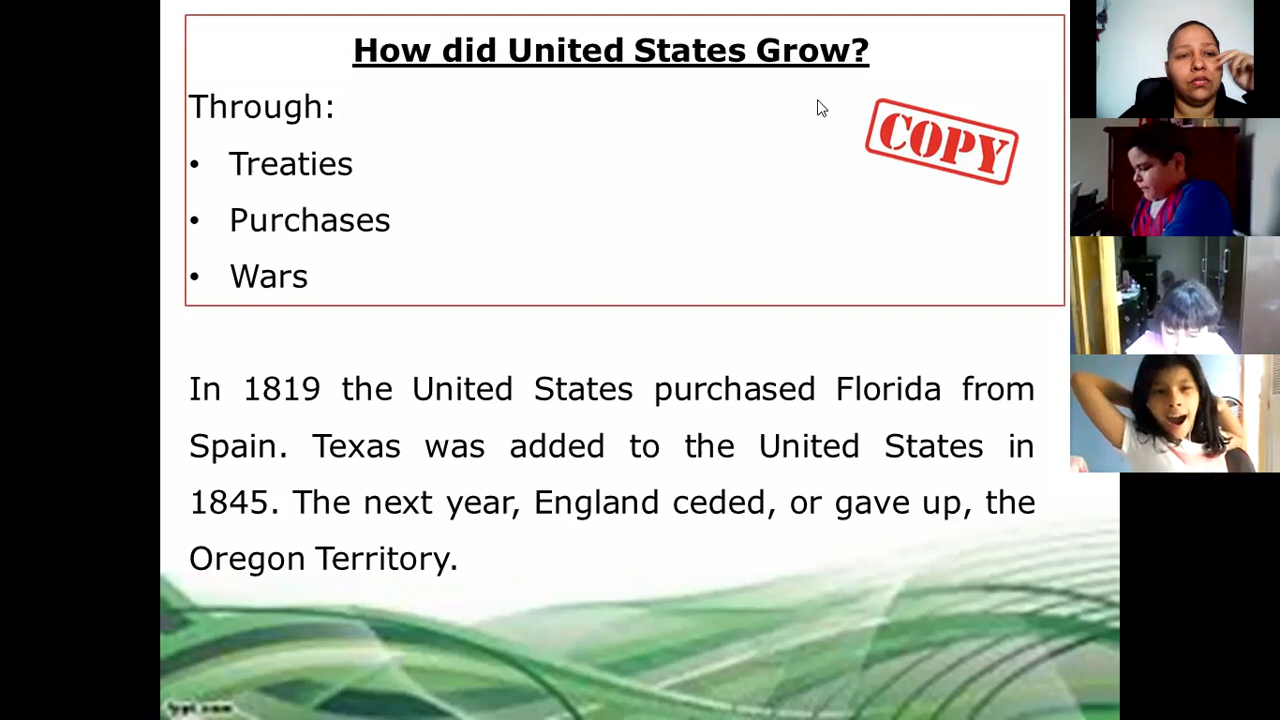 How did United States Grow?
Through:
• Treaties
COPY
• Purchases
• Wars
In 1819 the United States purchased Florida from
Spain. Texas was added to the United States in
1845. The next year, England ceded, or gave up, the
Oregon Territory.
fppt.com